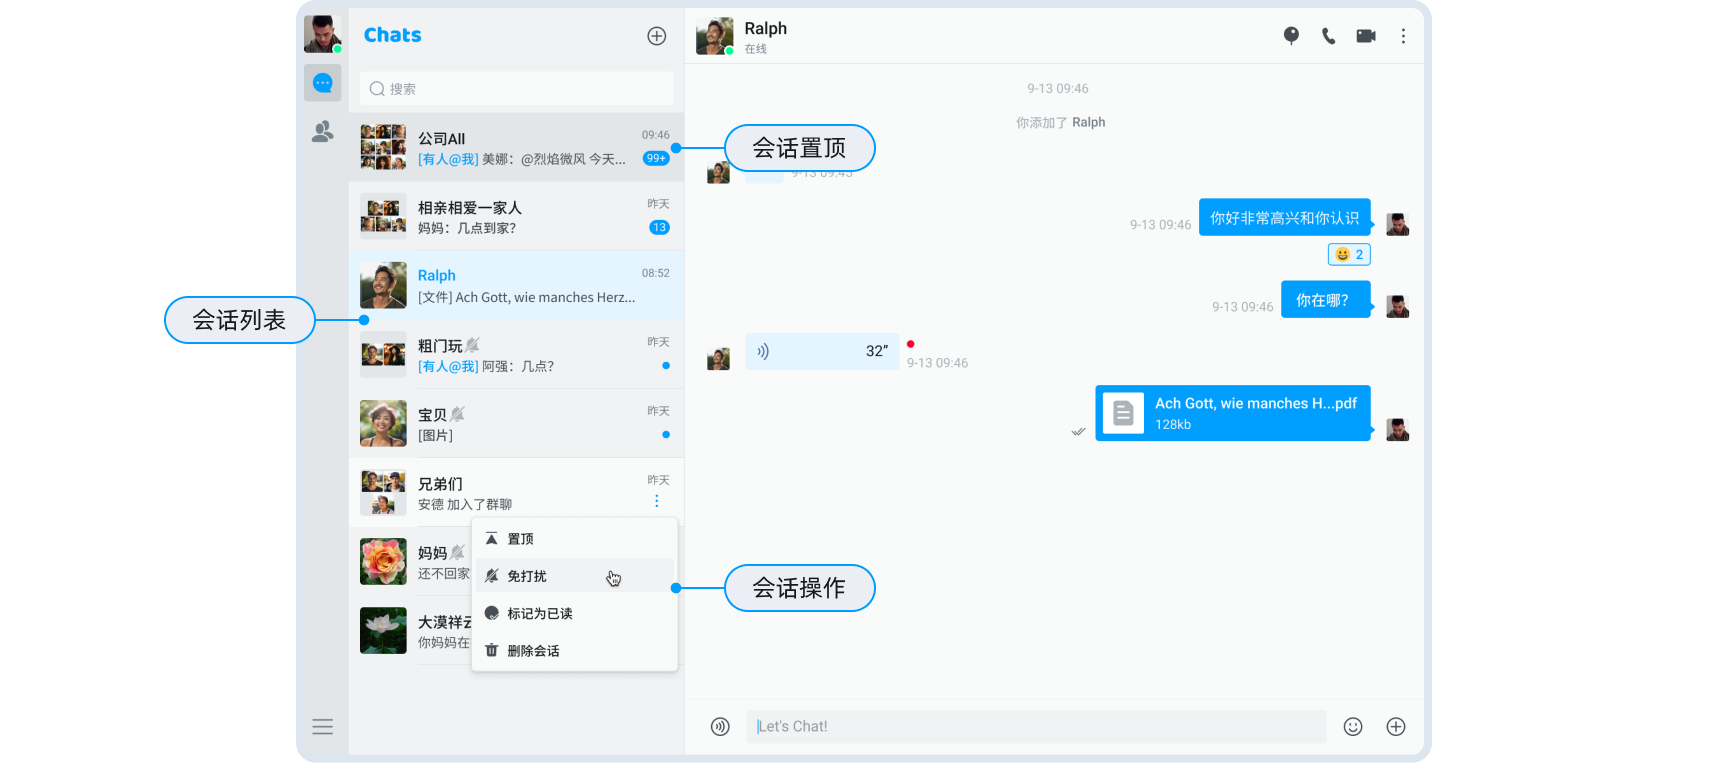 Chats
搜索
公司All
09:46
[有人@我] 美娜：@烈焰微风 今天...
99+
相亲相爱一家人
昨天
妈妈：几点到家？
13
Ralph
08:52
[文件] Ach Gott, wie manches Herz...
粗门玩
昨天
[有人@我] 阿强：几点？
宝贝
昨天
[图片]
兄弟们
昨天
安德 加入了群聊
妈妈
还不回家
大漠祥云
你妈妈在
置顶
免打扰
标记为已读
删除会话
会话列表
会话置顶
会话操作
Ralph
在线
9-13 09:46
你添加了 Ralph
9-13 09:45
你好非常高兴和你认识
9-13 09:46
2
你在哪？
9-13 09:46
32”
9-13 09:46
Ach Gott, wie manches H...pdf
128kb
Let's Chat!